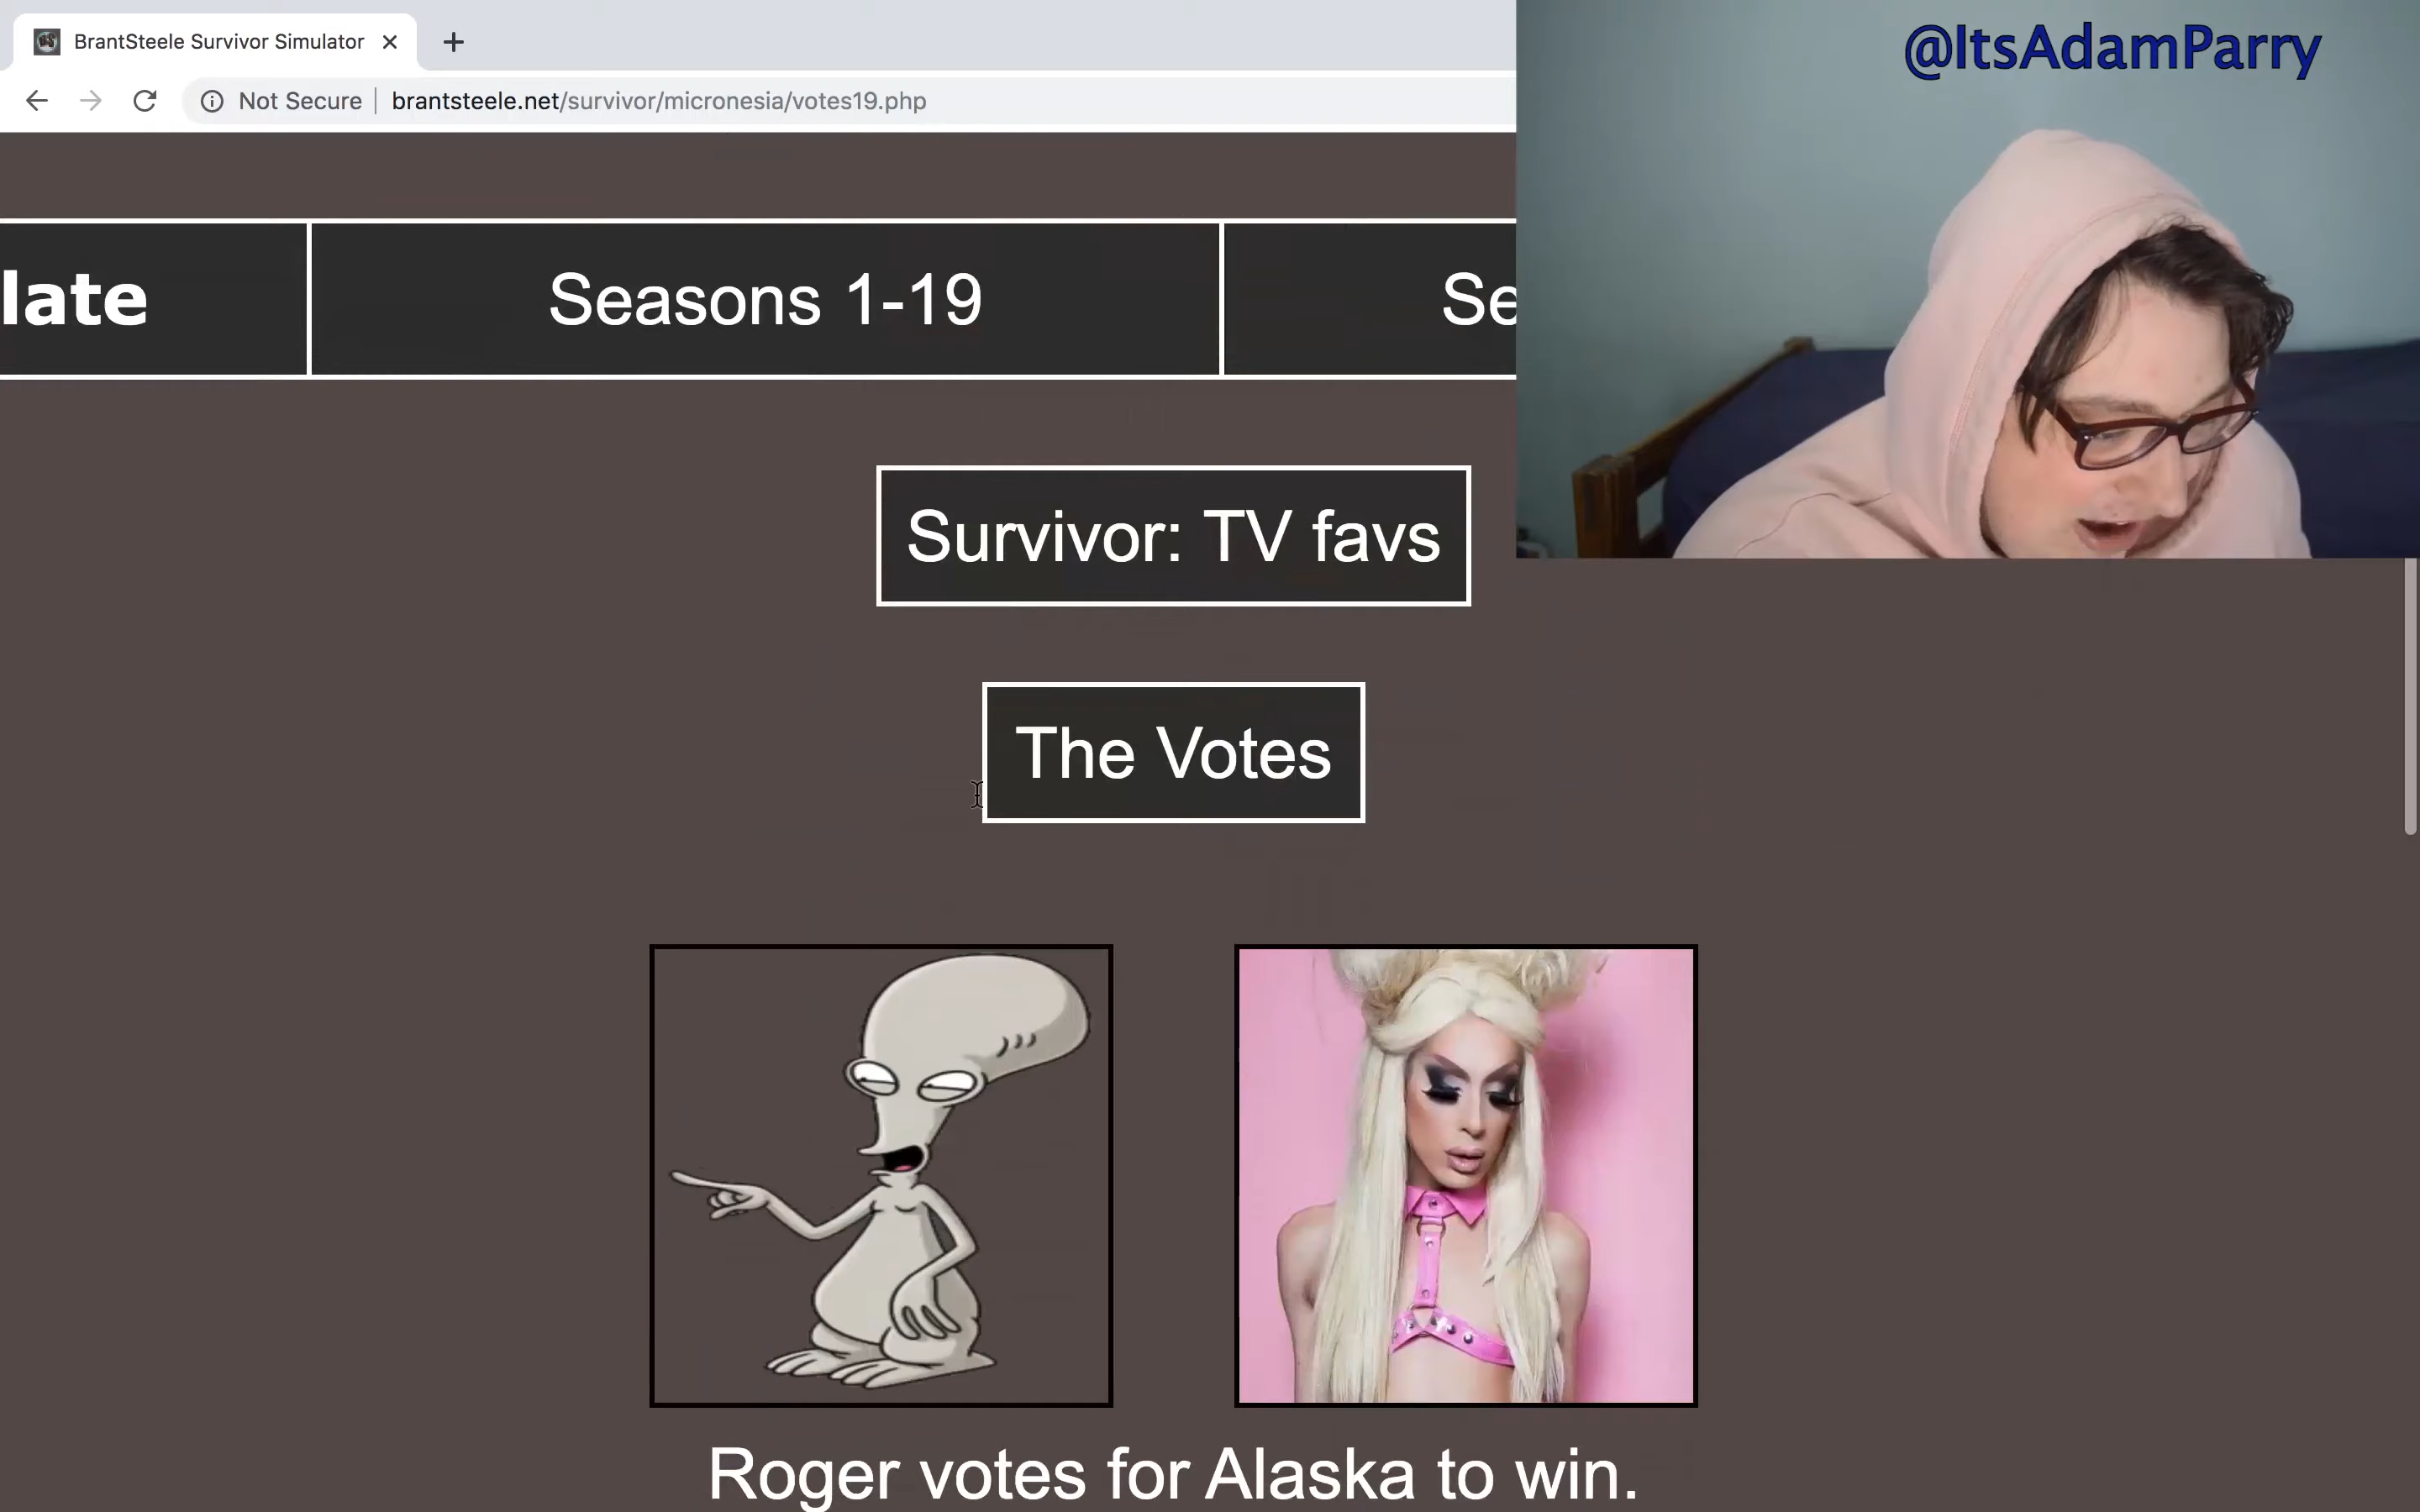 BrantSteele Survivor Simulator
@ItsAdamParry
Not Secure
brantsteele.net/survivor/micronesia/votes19.php
late
Seasons 1-19
Se
Survivor: TV favs
The Votes
Roger votes for Alaska to win.